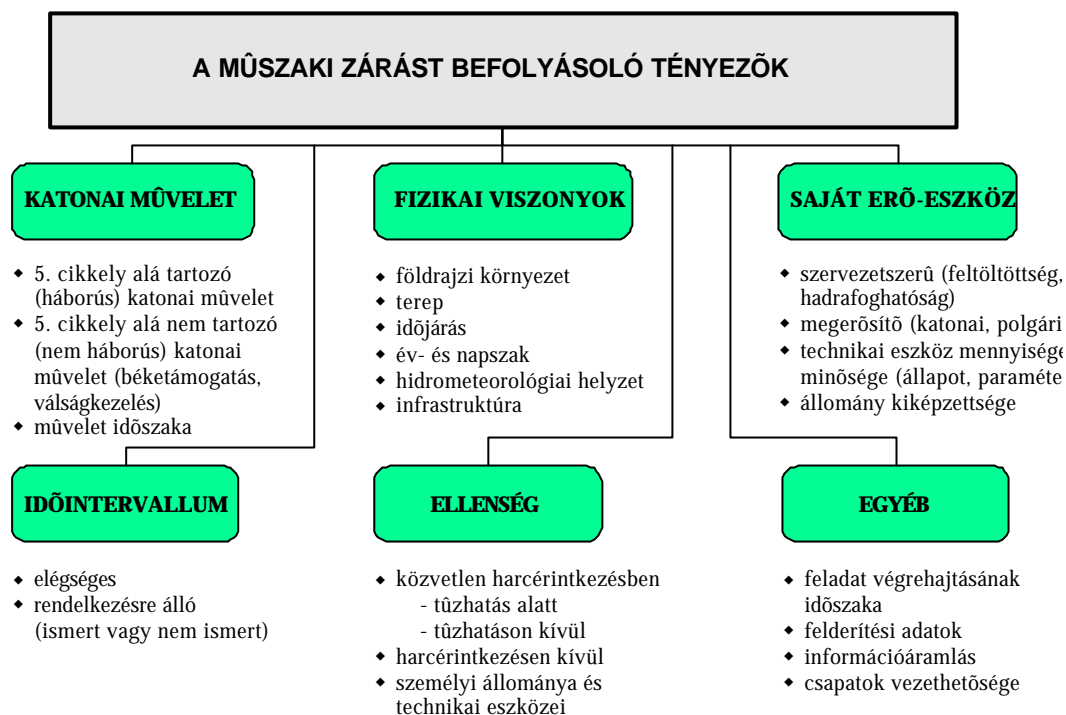 A MÛSZAKI ZÁRÁST BEFOLYÁSOLÓ TÉNYEZÕK
KATONAI MÛVELET
◆ 5. cikkely alá tartozó
(háborús) katonai mûvelet
◆ 5. cikkely alá nem tartozó
(nem háborús) katonai
mûvelet (béketámogatás,
válságkezelés)
◆ mûvelet idõszaka
FIZIKAI VISZONYOK
◆ földrajzi környezet
◆ terep
◆ idõjárás
◆ év- és napszak
◆ hidrometeorológiai helyzet
◆ infrastruktúra
SAJÁT ERÕ-ESZKÖZ
◆ szervezetszerû (feltöltöttség,
hadrafoghatóság)
◆ megerõsítõ (katonai, polgári
◆ technikai eszköz mennyisége
minõsége (állapot, paraméte
◆ állomány kiképzettsége
IDÕINTERVALLUM
◆ elégséges
◆ rendelkezésre álló
(ismert vagy nem ismert)
ELLENSÉG
◆ közvetlen harcérintkezésben
- tûzhatás alatt
- tûzhatáson kívül
◆ harcérintkezésen kívül
◆ személyi állománya és
technikai eszközei
EGYÉB
◆ feladat végrehajtásának
idõszaka
◆ felderítési adatok
◆ információáramlás
◆ csapatok vezethetõsége